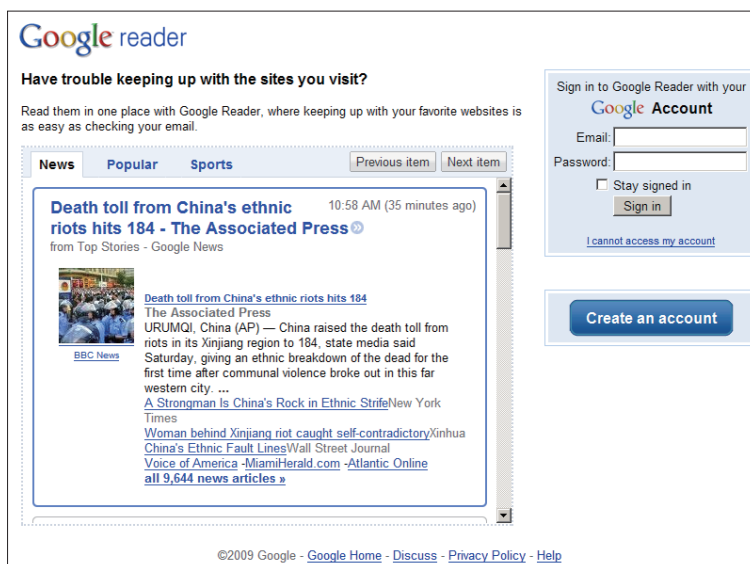 Google reader
Have trouble keeping up with the sites you visit?
Read them in one place with Google Reader, where keeping up with your favorite websites is
as easy as checking your email.
News Popular Sports Previous item Next item
Death toll from China's ethnic 10:58 AM (35 minutes ago)
riots hits 184 - The Associated Press »
from Top Stories - Google News
BBC News
Death toll from China's ethnic riots hits 184
The Associated Press
URUMQI, China (AP) — China raised the death toll from
riots in its Xinjiang region to 184, state media said
Saturday, giving an ethnic breakdown of the dead for the
first time after communal violence broke out in this far
western city. ...
A Strongman Is China's Rock in Ethnic StrifeNew York
Times
Woman behind Xinjiang riot caught self-contradictoryXinhua
China's Ethnic Fault LinesWall Street Journal
Voice of America -MiamiHerald.com -Atlantic Online
all 9,644 news articles »
Sign in to Google Reader with your
Google Account
Email:
Password:
Stay signed in
Sign in
I cannot access my account
Create an account
©2009 Google - Google Home - Discuss - Privacy Policy - Help